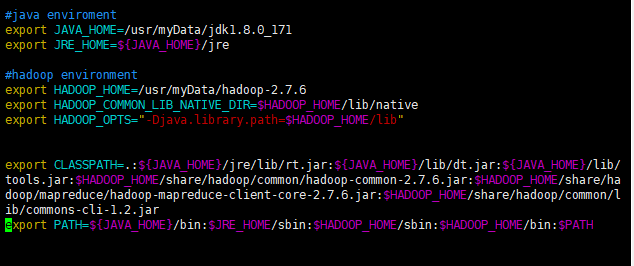 #java enviroment
export JAVA_HOME=/usr/myData/jdk1.8.0_171
export JRE_HOME=${JAVA_HOME}/jre
#hadoop environment
export HADOOP_HOME=/usr/myData/hadoop-2.7.6
export HADOOP_COMMON_LIB_NATIVE_DIR=$HADOOP_HOME/lib/native
export HADOOP_OPTS="-Djava.library.path=$HADOOP_HOME/lib"
export CLASSPATH=.:${JAVA_HOME}/jre/lib/rt.jar:${JAVA_HOME}/lib/dt.jar:${JAVA_HOME}/lib/
tools.jar:$HADOOP_HOME/share/hadoop/common/hadoop-common-2.7.6.jar:$HADOOP_HOME/share/ha
doop/mapreduce/hadoop-mapreduce-client-core-2.7.6.jar:$HADOOP_HOME/share/hadoop/common/l
ib/commons-cli-1.2.jar
export PATH=${JAVA_HOME}/bin:$JRE_HOME/sbin:$HADOOP_HOME/sbin:$HADOOP_HOME/bin:$PATH